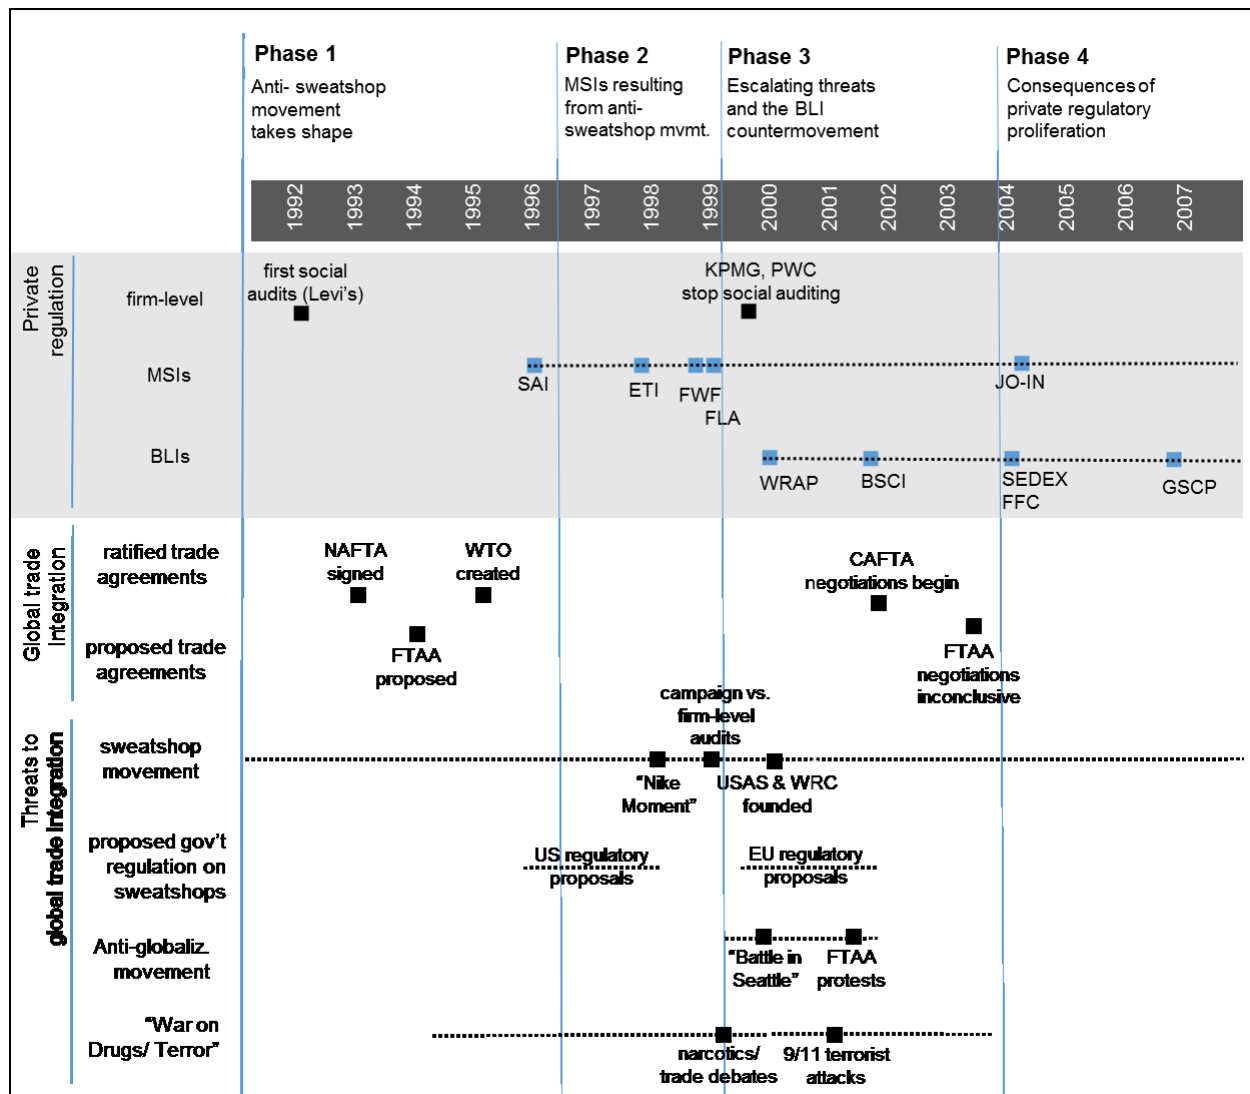 Phase 1
Anti- sweatshop
movement
takes shape
Phase 2
MSIs resulting
from anti-
sweatshop mvmt.
Phase 3
Escalating threats
and the BLI
countermovement
Phase 4
Consequences of
private regulatory
proliferation
1992 1993 1994 1995 1996 1997 1998 1999 2000 2001 2002 2003 2004 2005 2006 2007
Private
regulation
firm-level
first social
audits (Levi's)
KPMG, PWC
stop social auditing
MSIs
SAI
ETI
FWF
FLA
JO-IN
BLIs
WRAP
BSCI
SEDEX
FFC
GSCP
Global trade
Integration
ratified trade
agreements
NAFTA
signed
WTO
created
CAFTA
negotiations begin
proposed trade
agreements
FTAA
proposed
FTAA
negotiations
inconclusive
Threats to
global trade Integration
sweatshop
movement
campaign vs.
firm-level
audits
“Nike
Moment”
USAS & WRC
founded
proposed gov’t
regulation on
sweatshops
US regulatory
proposals
EU regulatory
proposals
Anti-globaliz.
movement
“Battle in
Seattle”
FTAA
protests
“War on
Drugs/ Terror”
narcotics/
trade debates
9/11 terrorist
attacks